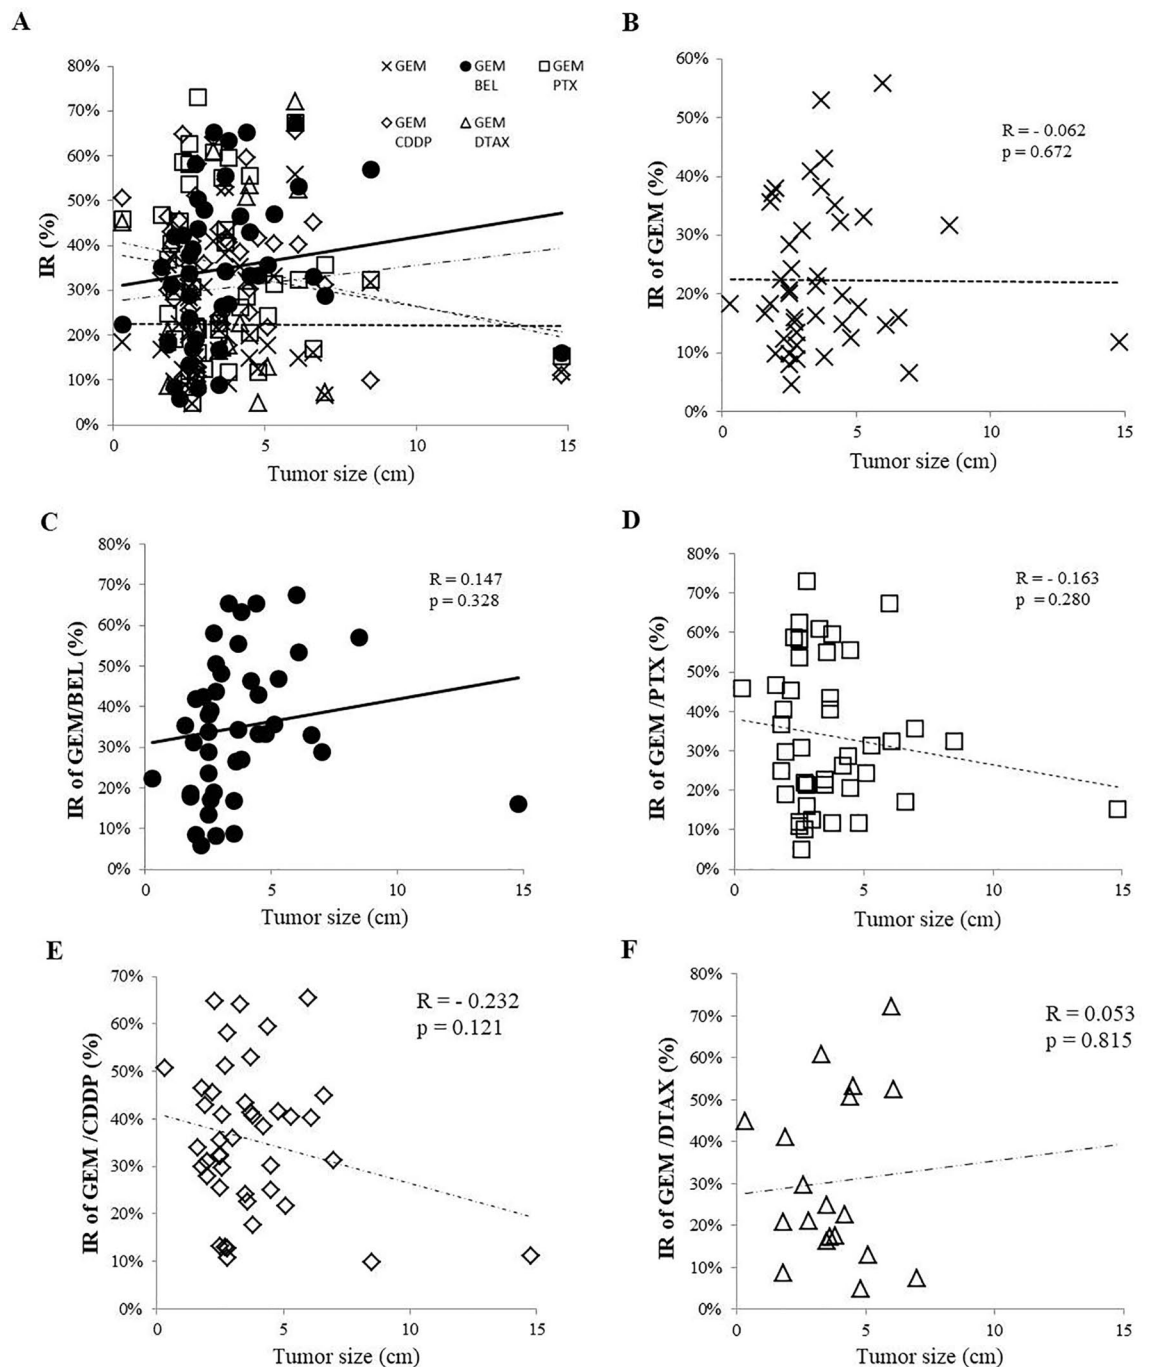 A
80%
70%
60%
50%
40%
30%
20%
10%
0%
IR (%)
GEM
GEM
BEL
GEM
PTX
GEM
CDDP
GEM
DTAX
0
5
10
15
Tumor size (cm)
B
60%
50%
40%
30%
20%
10%
0%
IR of GEM (%)
R = - 0.062
p = 0.672
0
5
10
15
Tumor size (cm)
C
80%
70%
60%
50%
40%
30%
20%
10%
0%
IR of GEM/BEL (%)
R = 0.147
p = 0.328
0
5
10
15
Tumor size (cm)
D
80%
70%
60%
50%
40%
30%
20%
10%
0%
IR of GEM /PTX (%)
R = - 0.163
p = 0.280
0
5
10
15
Tumor size (cm)
E
70%
60%
50%
40%
30%
20%
10%
0%
IR of GEM /CDDP (%)
R = - 0.232
p = 0.121
0
5
10
15
Tumor size (cm)
F
80%
70%
60%
50%
40%
30%
20%
10%
0%
IR of GEM /DTAX (%)
R = 0.053
p = 0.815
0
5
10
15
Tumor size (cm)